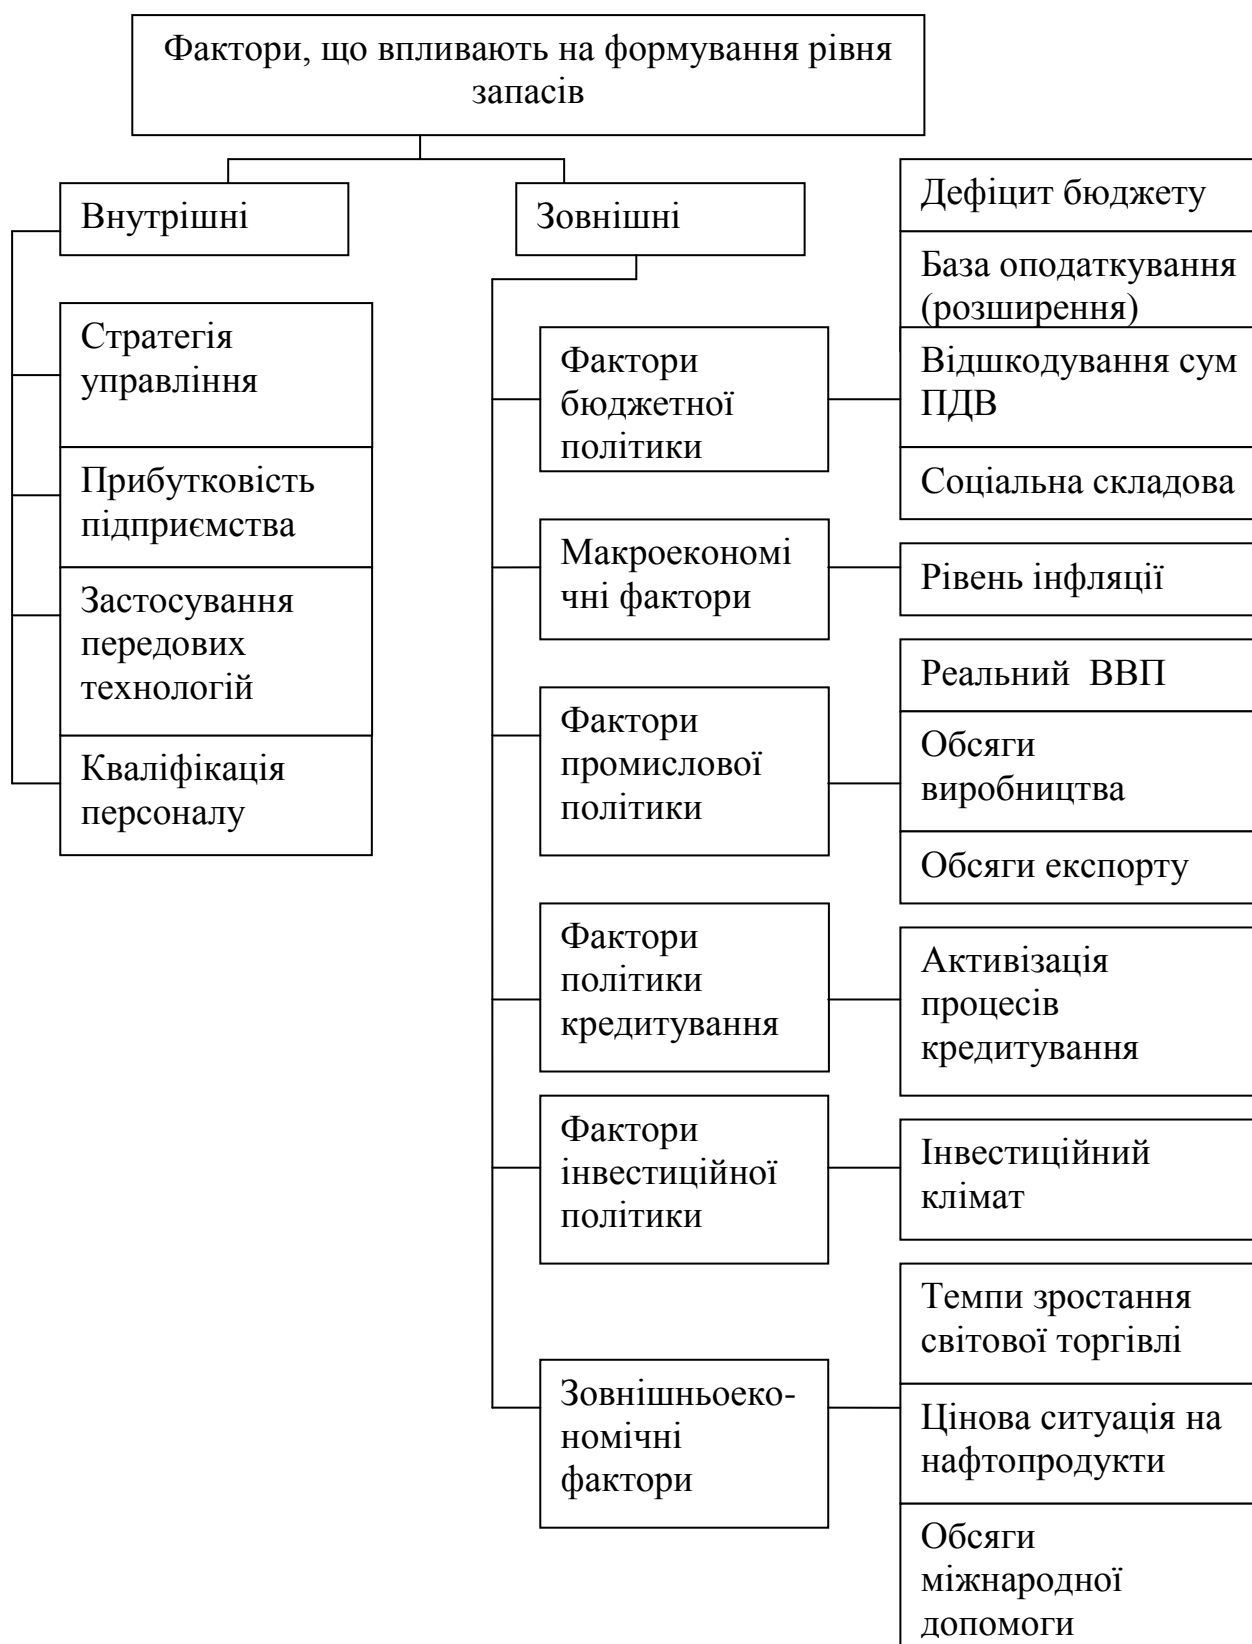 Фактори, що впливають на формування рівня
запасів
Внутрішні
Стратегія
управління
Прибутковість
підприємства
Застосування
передових
технологій
Кваліфікація
персоналу
Зовнішні
Фактори
бюджетної
політики
Дефіцит бюджету
База оподаткування
(розширення)
Відшкодування сум
ПДВ
Соціальна складова
Макроекономі
чні фактори
Рівень інфляції
Фактори
промислової
політики
Реальний ВВП
Обсяги
виробництва
Обсяги експорту
Фактори
політики
кредитування
Активізація
процесів
кредитування
Фактори
інвестиційної
політики
Інвестиційний
клімат
Зовнішньоеко-
номічні
фактори
Темпи зростання
світової торгівлі
Цінова ситуація на
нафтопродукти
Обсяги
міжнародної
допомоги